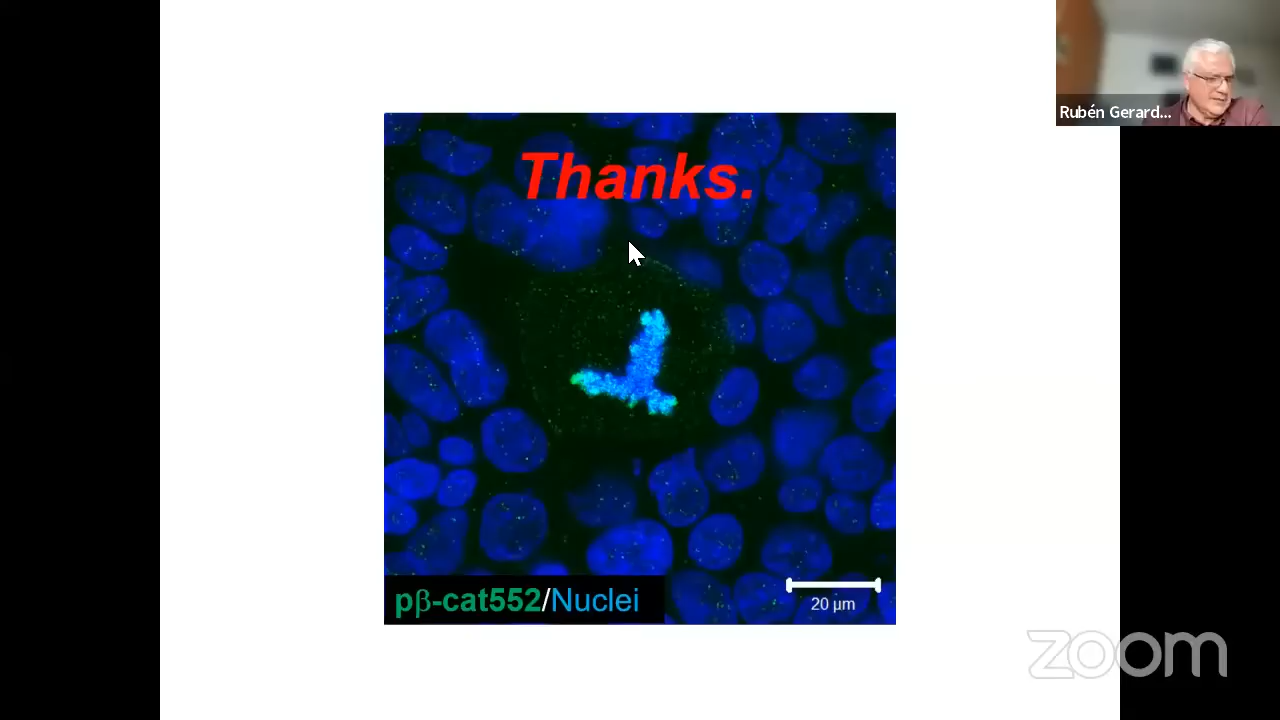 Rubén Gerard...
Thanks.
pβ-cat552/Nuclei
20 µm
zoom